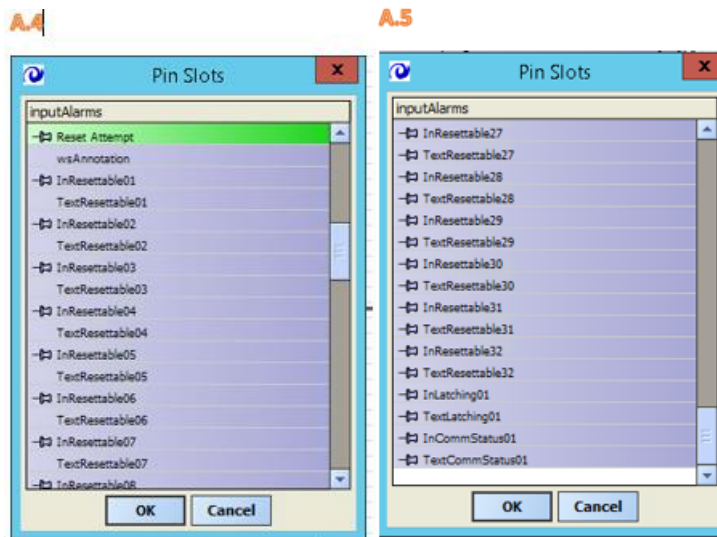 A.4
Pin Slots
x
inputAlarms
Reset Attempt
wsAnnotation
InResettable01
TextResettable01
InResettable02
TextResettable02
InResettable03
TextResettable03
InResettable04
TextResettable04
InResettable05
TextResettable05
InResettable06
TextResettable06
InResettable07
TextResettable07
InResettable08
OK
Cancel
A.5
Pin Slots
x
inputAlarms
InResettable27
TextResettable27
InResettable28
TextResettable28
InResettable29
TextResettable29
InResettable30
TextResettable30
InResettable31
TextResettable31
InResettable32
TextResettable32
InLatching01
TextLatching01
InCommStatus01
TextCommStatus01
OK
Cancel